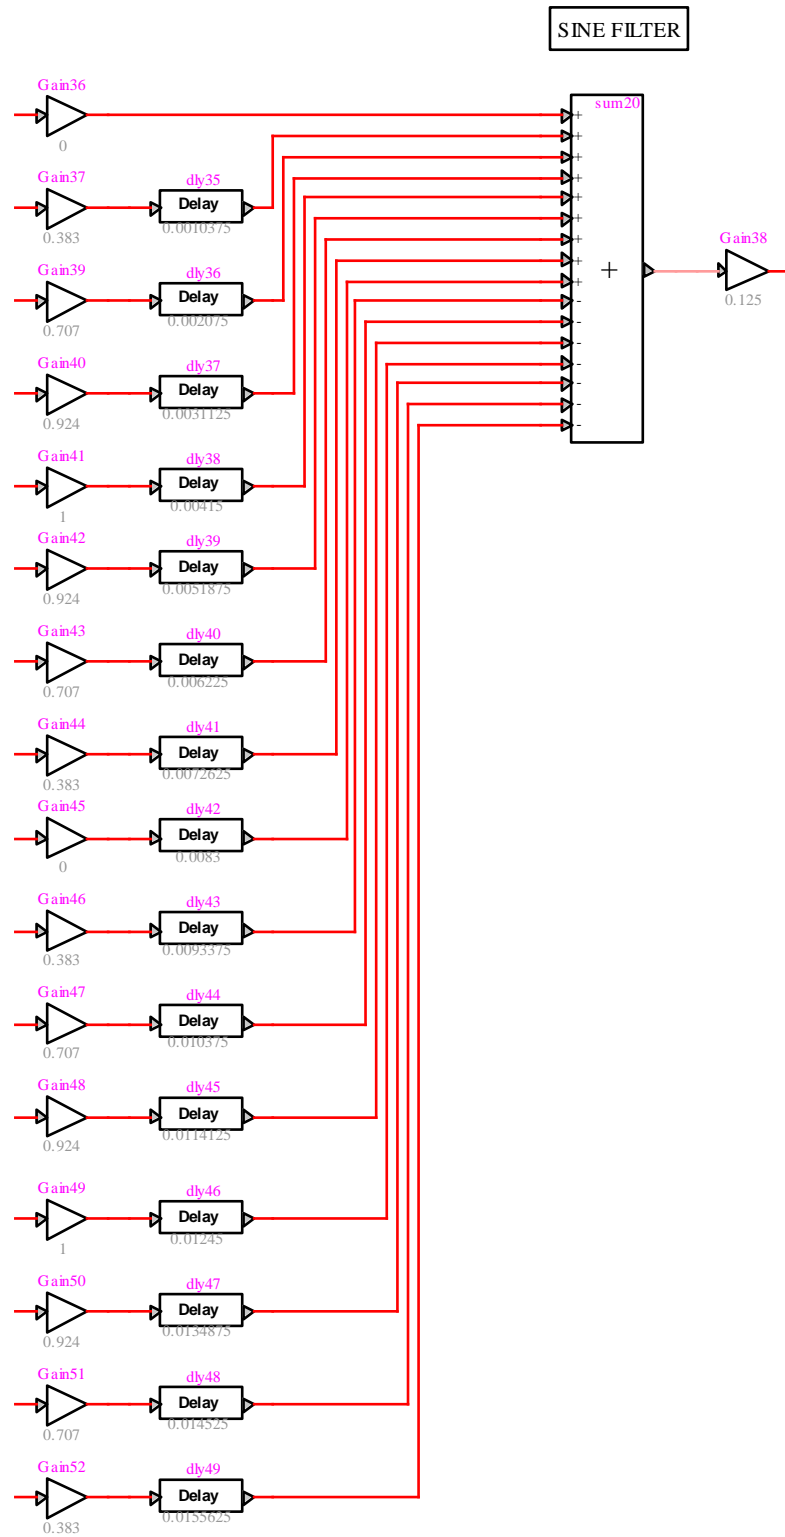 SINE FILTER
Gain36
0
sum20
+
+
+
+
+
+
+
+
+
-
-
-
-
-
-
-
+
Gain38
0.125
Gain37
0.383
dly35
Delay
0.0010375
Gain39
0.707
dly36
Delay
0.002075
Gain40
0.924
dly37
Delay
0.0031125
Gain41
1
dly38
Delay
0.00415
Gain42
0.924
dly39
Delay
0.0051875
Gain43
0.707
dly40
Delay
0.006225
Gain44
0.383
dly41
Delay
0.0072625
Gain45
0
dly42
Delay
0.0083
Gain46
0.383
dly43
Delay
0.0093375
Gain47
0.707
dly44
Delay
0.010375
Gain48
0.924
dly45
Delay
0.0114125
Gain49
1
dly46
Delay
0.01245
Gain50
0.924
dly47
Delay
0.0134875
Gain51
0.707
dly48
Delay
0.014525
Gain52
0.383
dly49
Delay
0.0155625